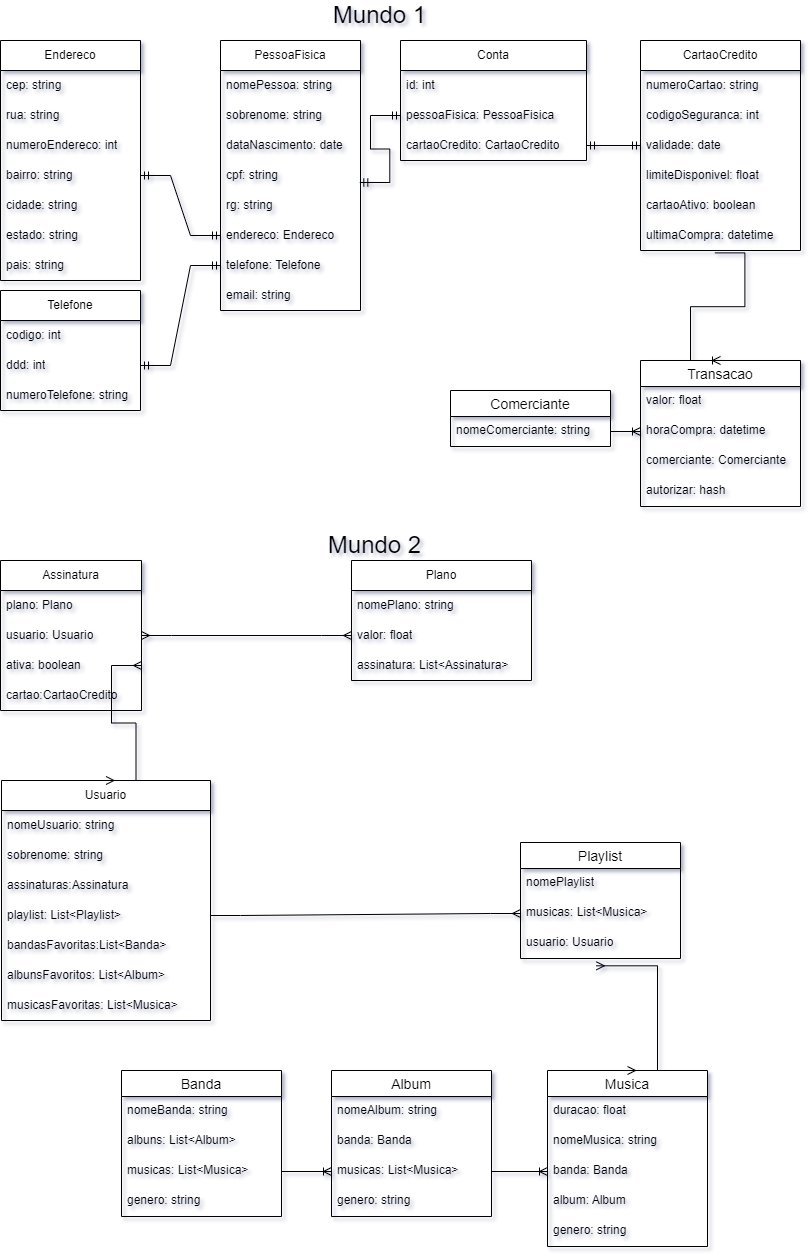 Mundo 1
Endereco
cep: string
rua: string
numeroEndereco: int
bairro: string
cidade: string
estado: string
pais: string
Telefone
codigo: int
ddd: int
numeroTelefone: string
PessoaFisica
nomePessoa: string
sobrenome: string
dataNascimento: date
cpf: string
rg: string
endereco: Endereco
telefone: Telefone
email: string
Conta
id: int
pessoaFisica: PessoaFisica
cartaoCredito: CartaoCredito
CartaoCredito
numeroCartao: string
codigoSeguranca: int
validade: date
limiteDisponivel: float
cartaoAtivo: boolean
ultimaCompra: datetime
Comerciante
nomeComerciante: string
Transacao
valor: float
horaCompra: datetime
comerciante: Comerciante
autorizar: hash
Mundo 2
Assinatura
plano: Plano
usuario: Usuario
ativa: boolean
cartao:CartaoCredito
Plano
nomePlano: string
valor: float
assinatura: List<Assinatura>
Usuario
nomeUsuario: string
sobrenome: string
assinaturas:Assinatura
playlist: List<Playlist>
bandasFavoritas:List<Banda>
albunsFavoritos: List<Album>
musicasFavoritas: List<Musica>
Playlist
nomePlaylist
musicas: List<Musica>
usuario: Usuario
Banda
nomeBanda: string
albuns: List<Album>
musicas: List<Musica>
genero: string
Album
nomeAlbum: string
banda: Banda
musicas: List<Musica>
genero: string
Musica
duracao: float
nomeMusica: string
banda: Banda
album: Album
genero: string